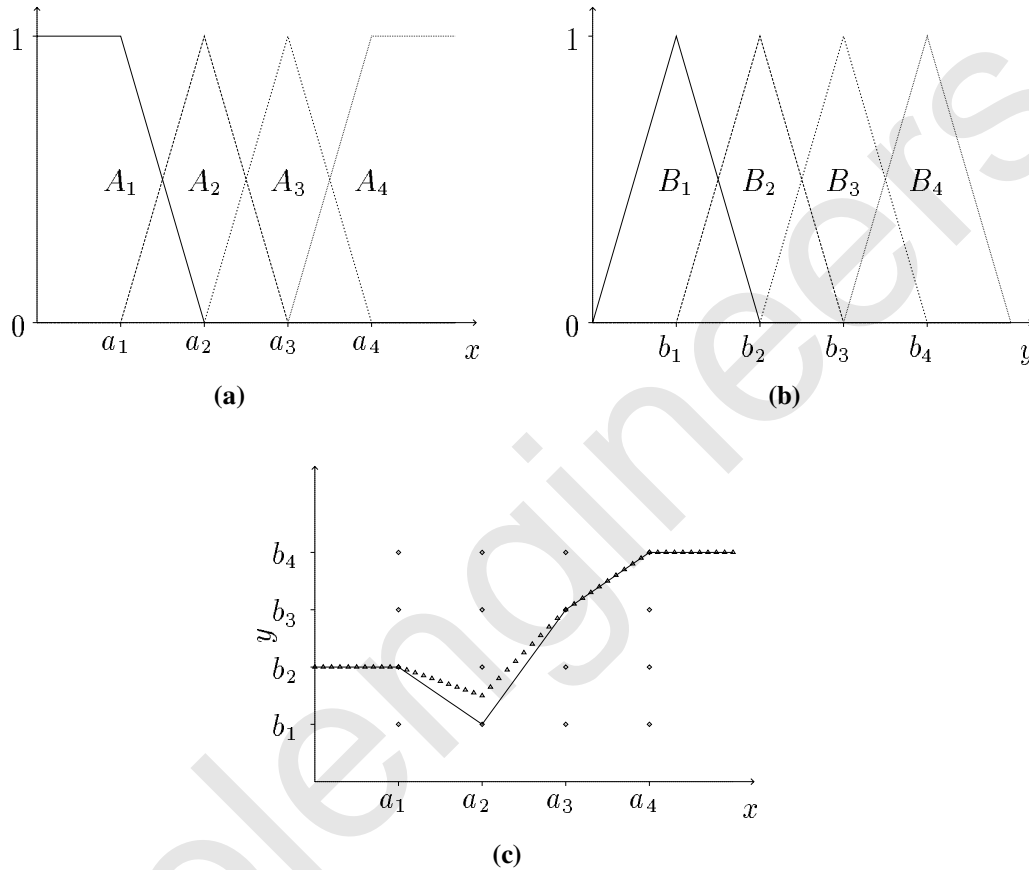 1
A₁ A₂ A₃ A₄
0
a₁ a₂ a₃ a₄
x
(a)
1
B₁ B₂ B₃ B₄
0
b₁ b₂ b₃ b₄
y
(b)
b₄
b₃
y
b₂
b₁
a₁ a₂ a₃ a₄
x
(c)
lengineers